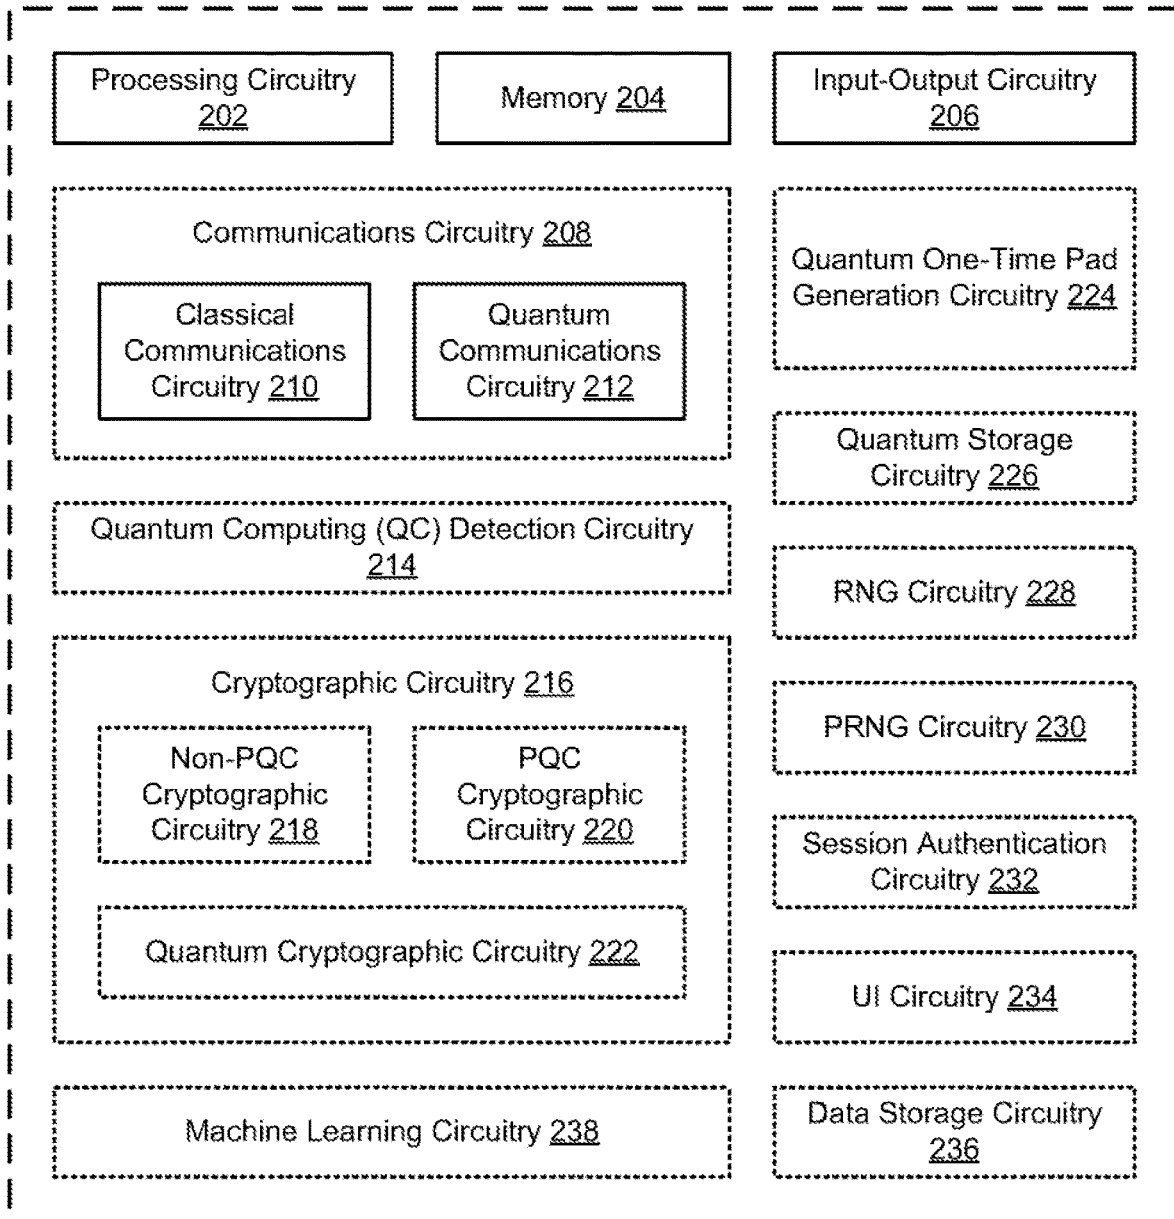 Processing Circuitry
202
Memory 204
Input-Output Circuitry
206
Communications Circuitry 208
Classical
Communications
Circuitry 210
Quantum
Communications
Circuitry 212
Quantum One-Time Pad
Generation Circuitry 224
Quantum Storage
Circuitry 226
Quantum Computing (QC) Detection Circuitry
214
RNG Circuitry 228
Cryptographic Circuitry 216
Non-PQC
Cryptographic
Circuitry 218
PQC
Cryptographic
Circuitry 220
Quantum Cryptographic Circuitry 222
PRNG Circuitry 230
Session Authentication
Circuitry 232
UI Circuitry 234
Machine Learning Circuitry 238
Data Storage Circuitry
236